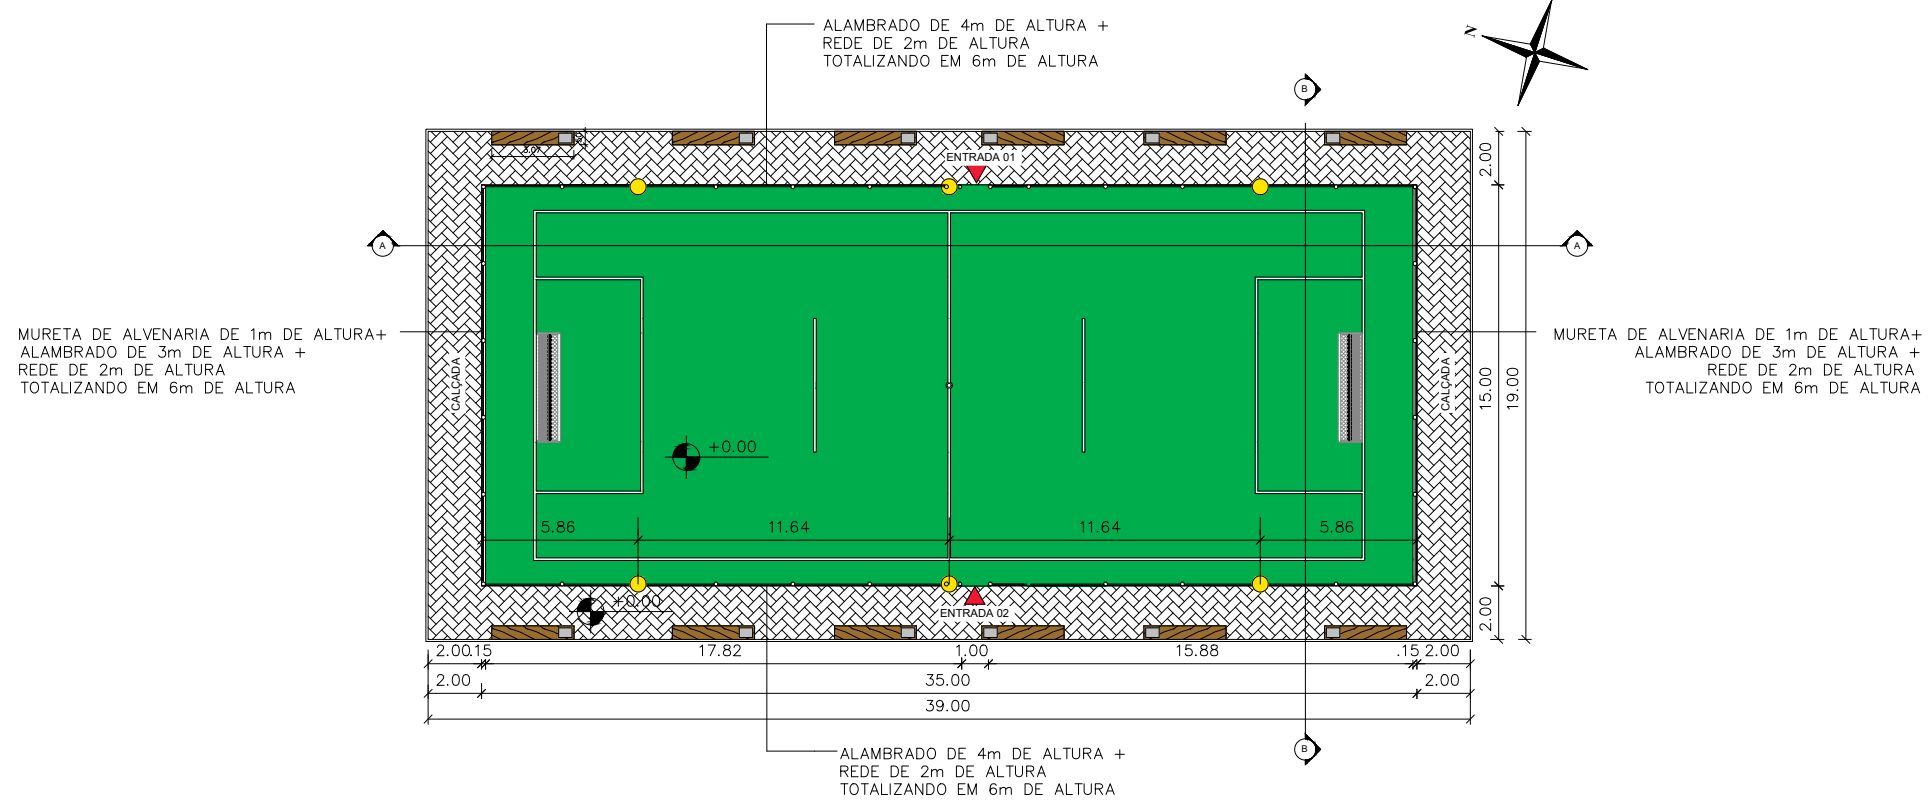 ALAMBRADO DE 4m DE ALTURA +
REDE DE 2m DE ALTURA
TOTALIZANDO EM 6m DE ALTURA
N
B
3.07
ENTRADA 01
2.00
A
A
MURETA DE ALVENARIA DE 1m DE ALTURA+
ALAMBRADO DE 3m DE ALTURA +
REDE DE 2m DE ALTURA
TOTALIZANDO EM 6m DE ALTURA
CALÇADA
CALÇADA
15.00
19.00
MURETA DE ALVENARIA DE 1m DE ALTURA+
ALAMBRADO DE 3m DE ALTURA +
REDE DE 2m DE ALTURA
TOTALIZANDO EM 6m DE ALTURA
+0.00
5.86
11.64
11.64
5.86
+0.00
ENTRADA 02
2.00
2.00 .15 17.82 1.00 15.88 .15 2.00
2.00 35.00 2.00
39.00
B
ALAMBRADO DE 4m DE ALTURA +
REDE DE 2m DE ALTURA
TOTALIZANDO EM 6m DE ALTURA